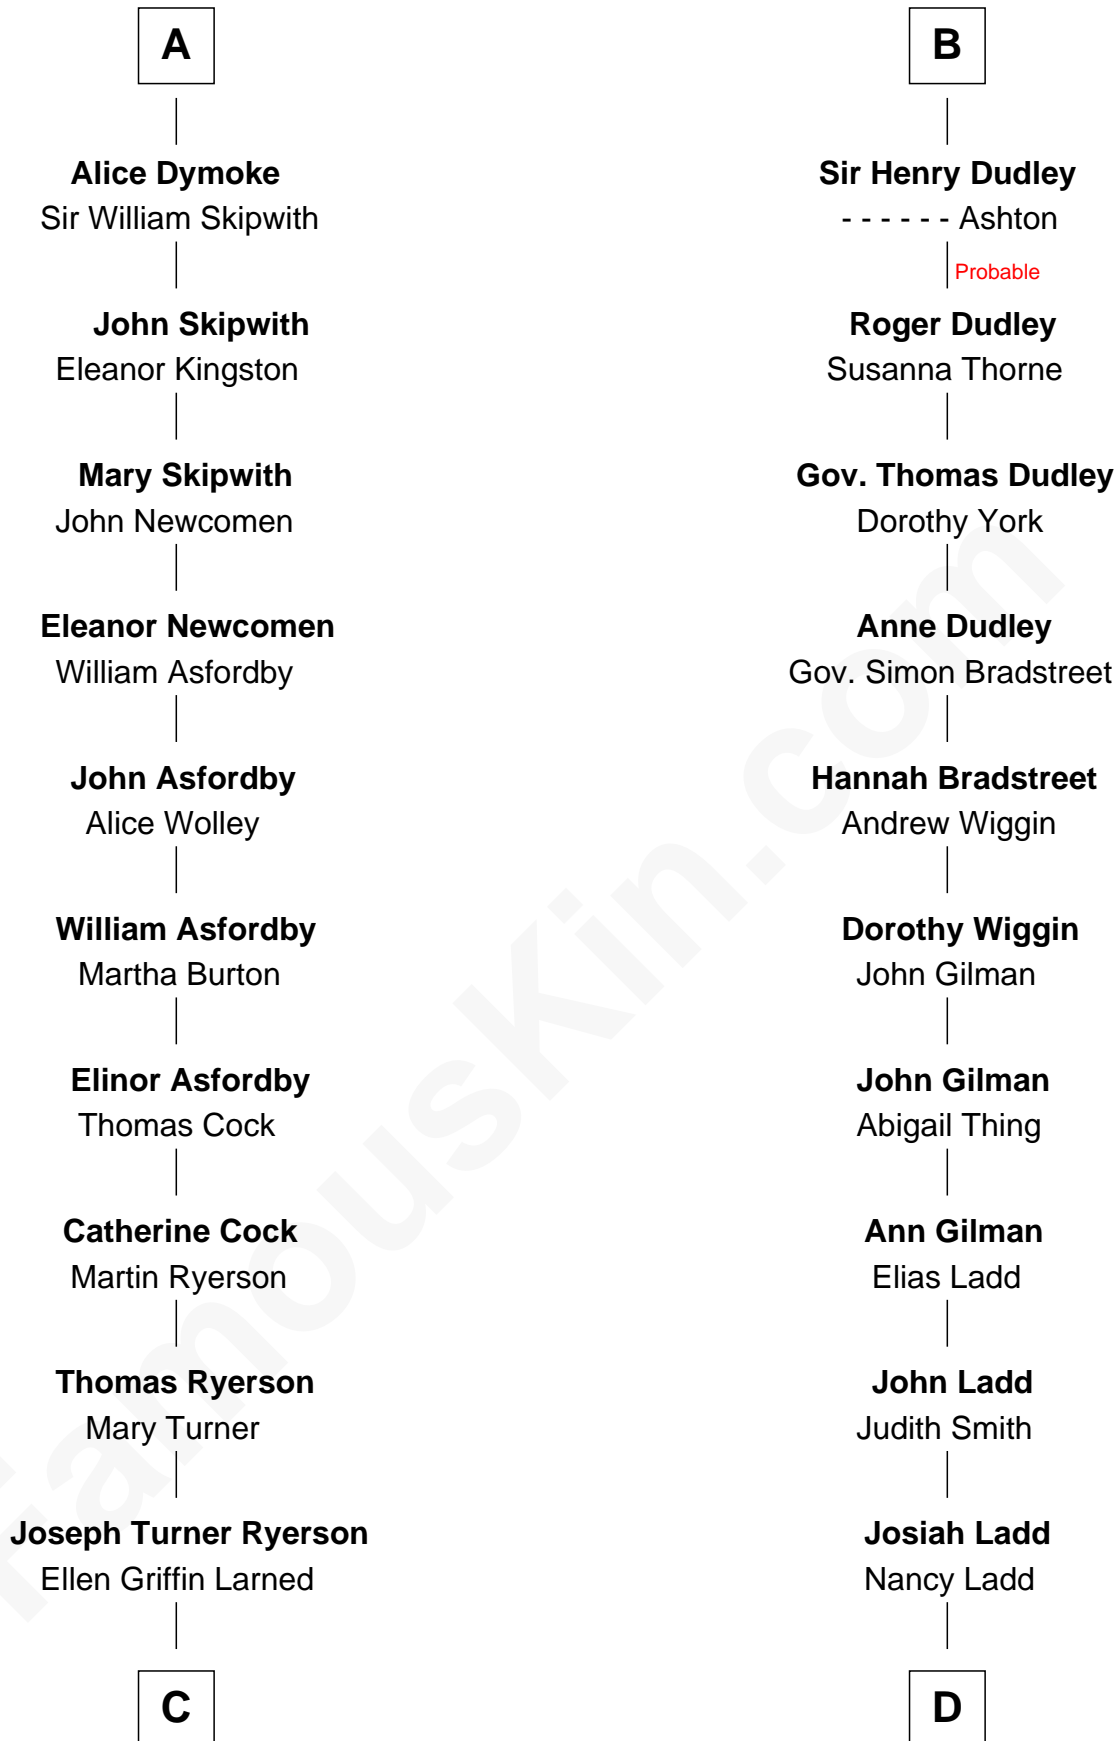 A
Alice Dymoke
Sir William Skipwith
John Skipwith
Eleanor Kingston
Mary Skipwith
John Newcomen
Eleanor Newcomen
William Asfordby
John Asfordby
Alice Wolley
William Asfordby
Martha Burton
Elinor Asfordby
Thomas Cock
Catherine Cock
Martin Ryerson
Thomas Ryerson
Mary Turner
Joseph Turner Ryerson
Ellen Griffin Larned
C
B
Sir Henry Dudley
- - - - - - Ashton
Probable
Roger Dudley
Susanna Thorne
Gov. Thomas Dudley
Dorothy York
Anne Dudley
Gov. Simon Bradstreet
Hannah Bradstreet
Andrew Wiggin
Dorothy Wiggin
John Gilman
John Gilman
Abigail Thing
Ann Gilman
Elias Ladd
John Ladd
Judith Smith
Josiah Ladd
Nancy Ladd
D
FamousKin.com